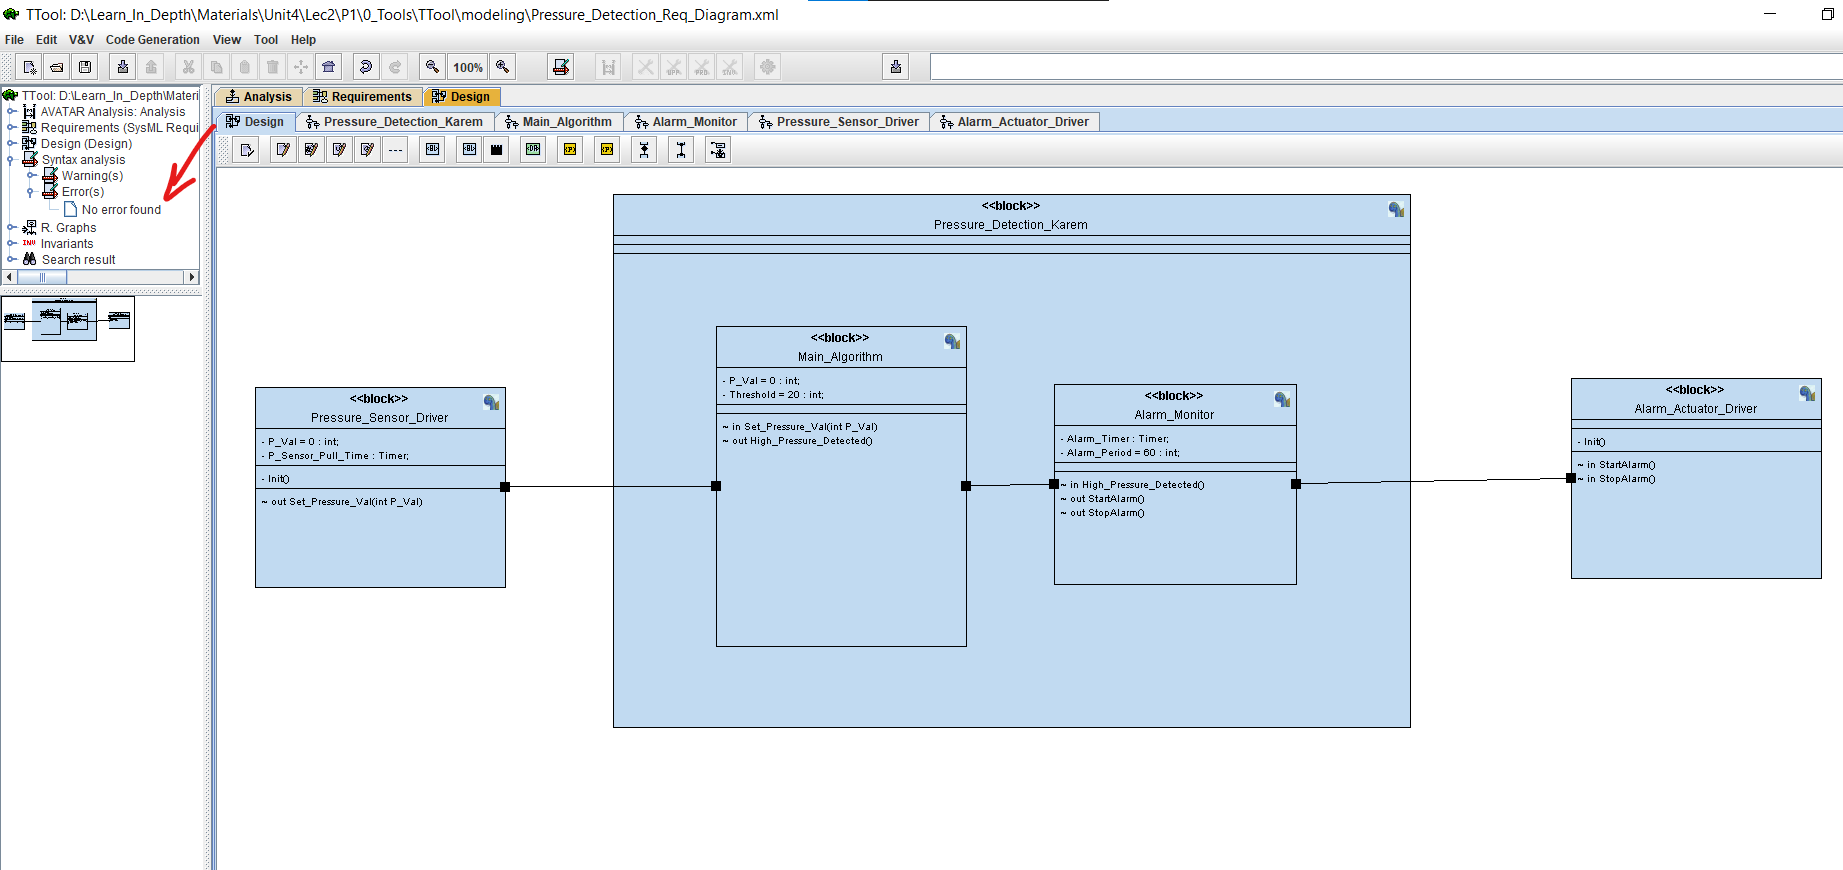 TTool: D:\Learn_In_Depth\Materials\Unit4\Lec2\P1\0_Tools\TTool\modeling\Pressure_Detection_Req_Diagram.xml
File Edit V&V Code Generation View Tool Help
100%
TTool: D:\Learn_In_Depth\Materi
AVATAR Analysis: Analysis
Requirements (SysML Requi
Design (Design)
Syntax analysis
Warning(s)
Error(s)
No error found
R. Graphs
INV Invariants
Search result
Analysis Requirements Design
Design Pressure_Detection_Karem Main_Algorithm Alarm_Monitor Pressure_Sensor_Driver Alarm_Actuator_Driver
<<block>>
Pressure_Detection_Karem
<<block>>
Pressure_Sensor_Driver
- P_Val = 0 : int;
- P_Sensor_Pull_Time : Timer;
- Init()
~ out Set_Pressure_Val(int P_Val)
<<block>>
Main_Algorithm
- P_Val = 0 : int;
- Threshold = 20 : int;
~ in Set_Pressure_Val(int P_Val)
~ out High_Pressure_Detected()
<<block>>
Alarm_Monitor
- Alarm_Timer : Timer;
- Alarm_Period = 60 : int;
~ in High_Pressure_Detected()
~ out StartAlarm()
~ out StopAlarm()
<<block>>
Alarm_Actuator_Driver
- Init()
~ in StartAlarm()
~ in StopAlarm()